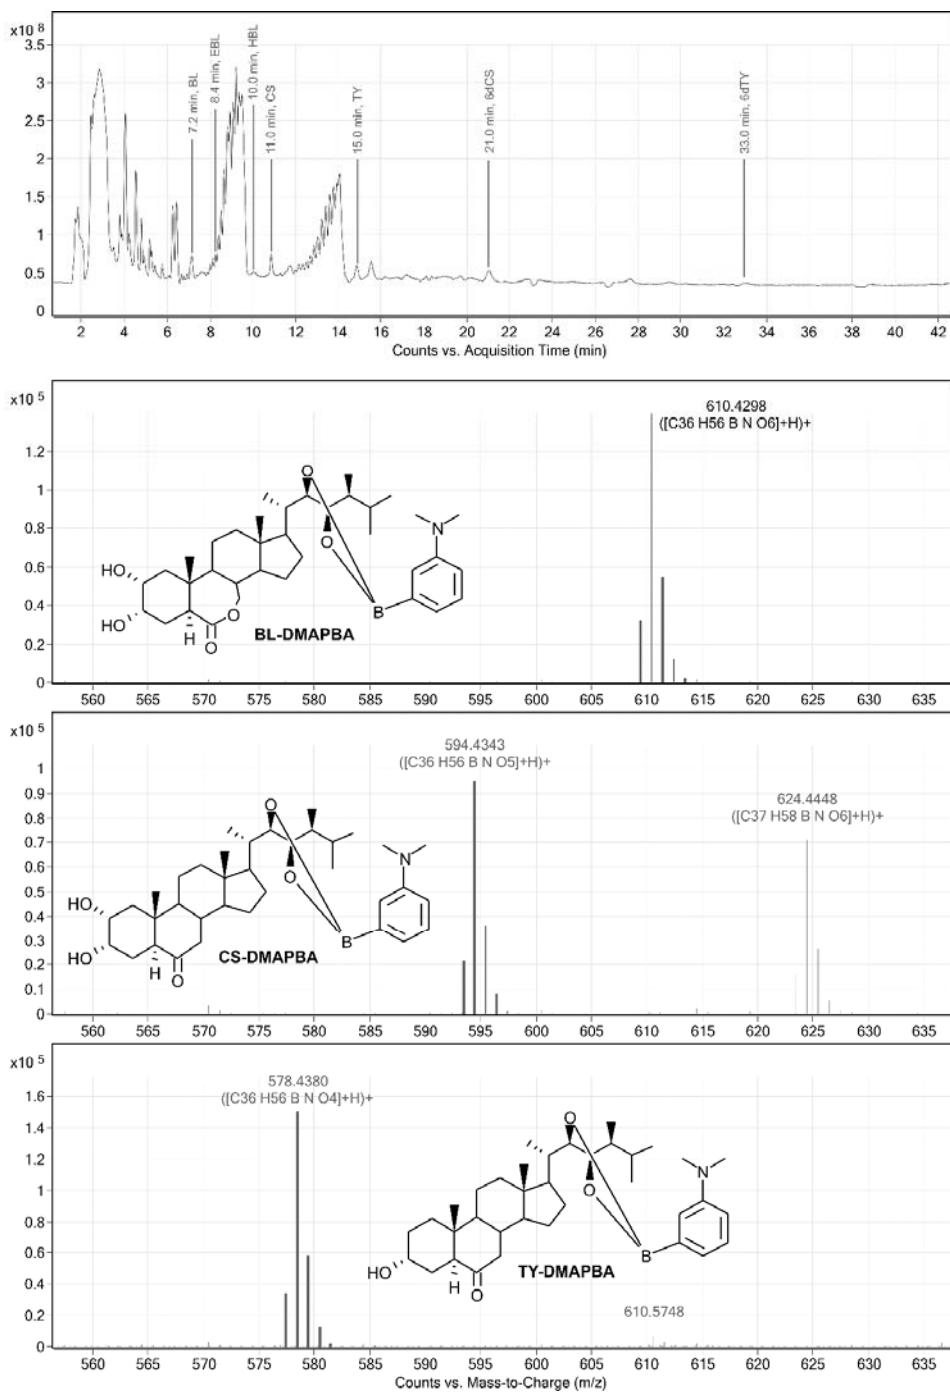 x10 8
3.5
3
2.5
2
1.5
1
0.5
0
7.2 min, BL
8.4 min, EBL
10.0 min, HBL
11.0 min, CS
15.0 min, TY
21.0 min, 6dCS
33.0 min, 6dTY
2 4 6 8 10 12 14 16 18 20 22 24 26 28 30 32 34 36 38 40 42
Counts vs. Acquisition Time (min)
x10 5
1.2
1
0.8
0.6
0.4
0.2
0
610.4298
([C36 H56 B N O6]+H)+
O
O
N
B
HO
HO
H
O
O
BL-DMAPBA
560 565 570 575 580 585 590 595 600 605 610 615 620 625 630 635
x10 5
1
0.9
0.8
0.7
0.6
0.5
0.4
0.3
0.2
0.1
0
594.4343
([C36 H56 B N O5]+H)+
624.4448
([C37 H58 B N O6]+H)+
O
O
N
B
HO
HO
H
O
CS-DMAPBA
560 565 570 575 580 585 590 595 600 605 610 615 620 625 630 635
x10 5
1.6
1.4
1.2
1
0.8
0.6
0.4
0.2
0
578.4380
([C36 H56 B N O4]+H)+
O
O
N
B
HO
H
O
TY-DMAPBA
610.5748
560 565 570 575 580 585 590 595 600 605 610 615 620 625 630 635
Counts vs. Mass-to-Charge (m/z)